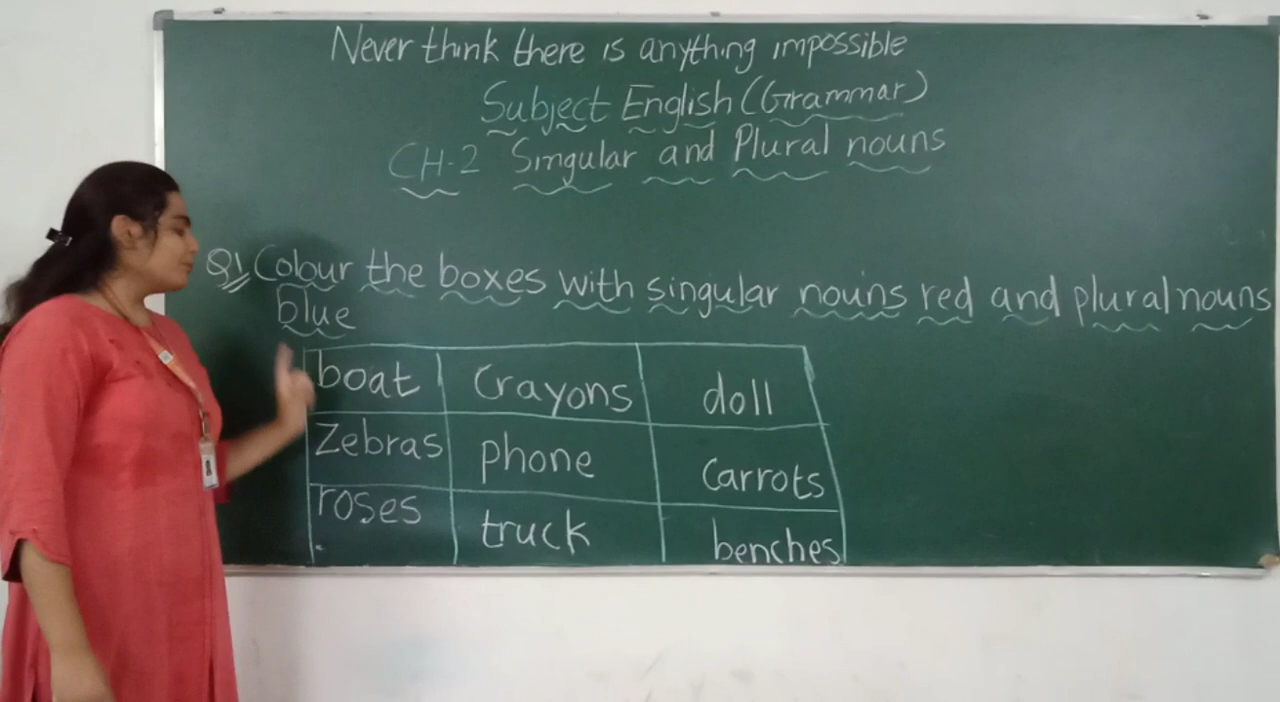 Never think there is anything impossible
Subject English (Grammar)
CH-2 Singular and Plural nouns
Q1 Colour the boxes with singular nouns red and plural nouns
blue
boat Crayons doll
Zebras phone Carrots
roses truck benches